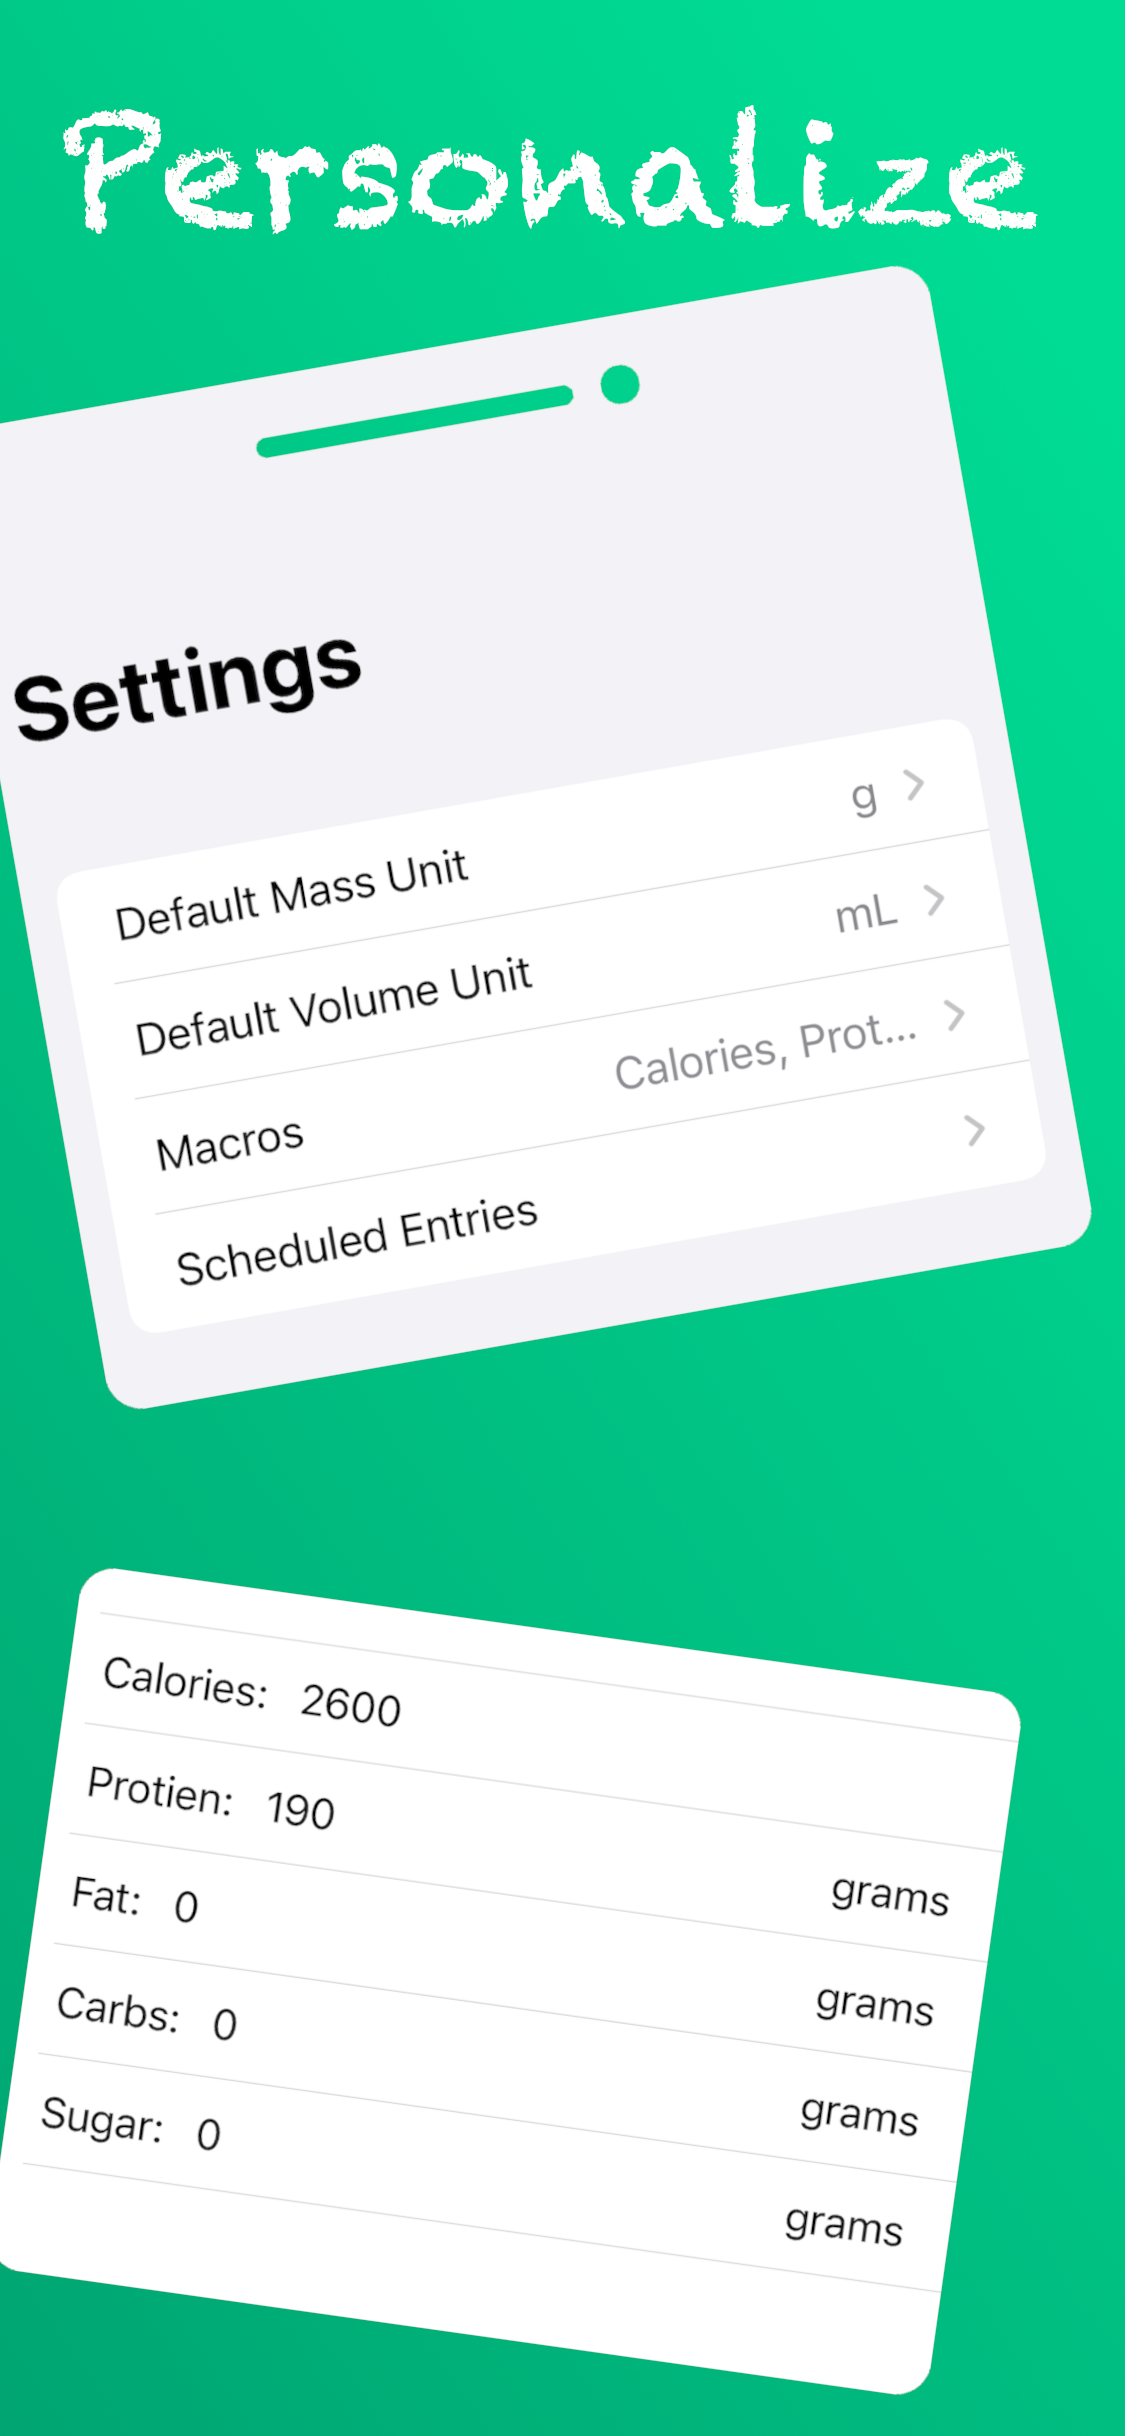 Personalize
Settings
Default Mass Unit g
Default Volume Unit mL
Macros Calories, Prot...
Scheduled Entries
Calories: 2600
Protien: 190 grams
Fat: 0 grams
Carbs: 0 grams
Sugar: 0 grams